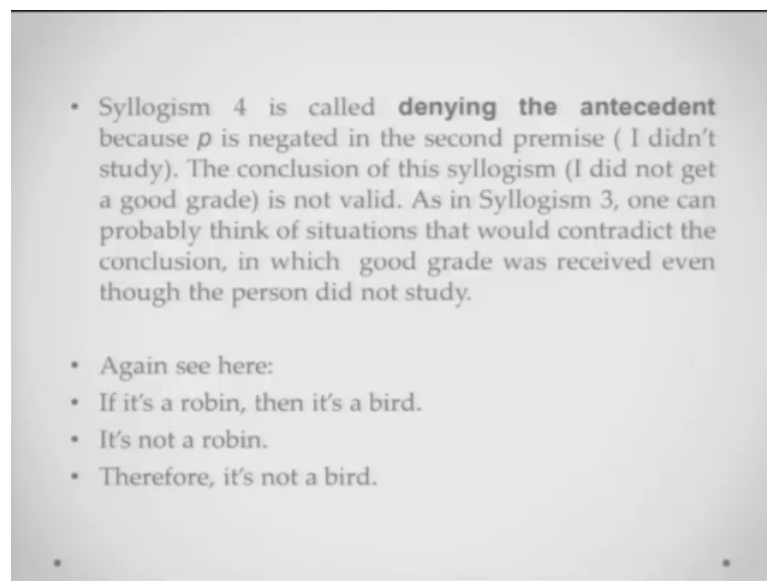 • Syllogism 4 is called denying the antecedent
because p is negated in the second premise ( I didn't
study). The conclusion of this syllogism (I did not get
a good grade) is not valid. As in Syllogism 3, one can
probably think of situations that would contradict the
conclusion, in which good grade was received even
though the person did not study.
• Again see here:
• If it's a robin, then it's a bird.
• It's not a robin.
• Therefore, it's not a bird.